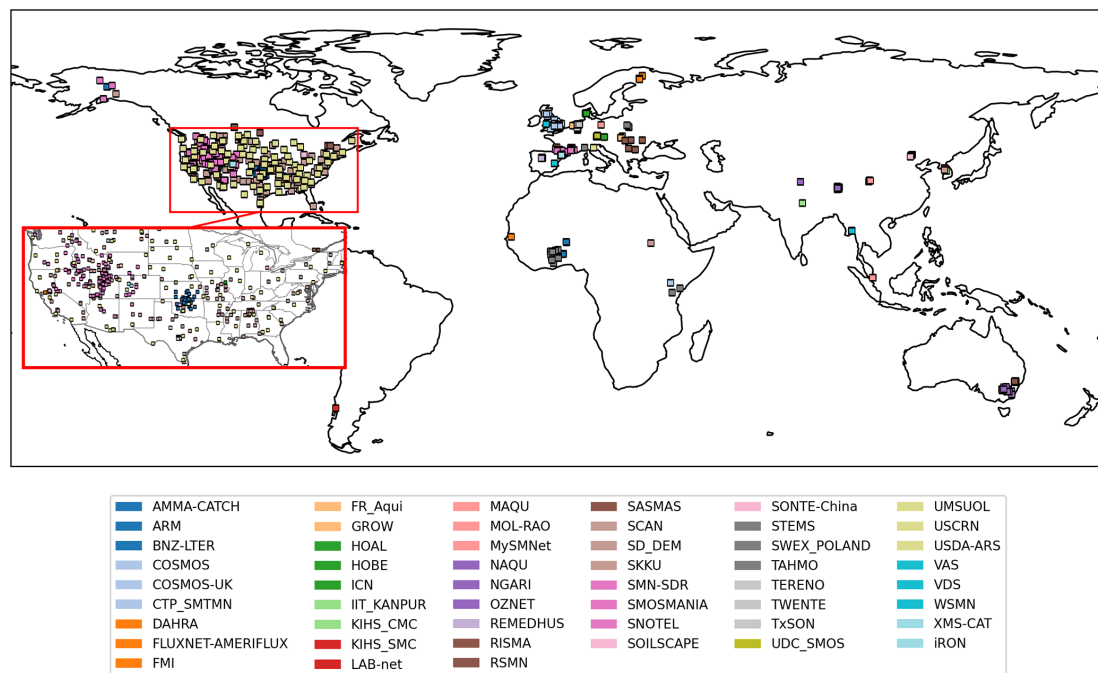 AMMA-CATCH
ARM
BNZ-LTER
COSMOS
COSMOS-UK
CTP_SMTMN
DAHRA
FLUXNET-AMERIFLUX
FMI
FR_Aqui
GROW
HOAL
HOBE
ICN
IIT_KANPUR
KIHS_CMC
KIHS_SMC
LAB-net
MAQU
MOL-RAO
MySMNet
NAQU
NGARI
OZNET
REMEDHUS
RISMA
RSMN
SASMAS
SCAN
SD_DEM
SKKU
SMN-SDR
SMOSMANIA
SNOTEL
SOILSCAPE
SONTE-China
STEMS
SWEX_POLAND
TAHMO
TERENO
TWENTE
TxSON
UDC_SMOS
UMSUOL
USCRN
USDA-ARS
VAS
VDS
WSMN
XMS-CAT
iRON